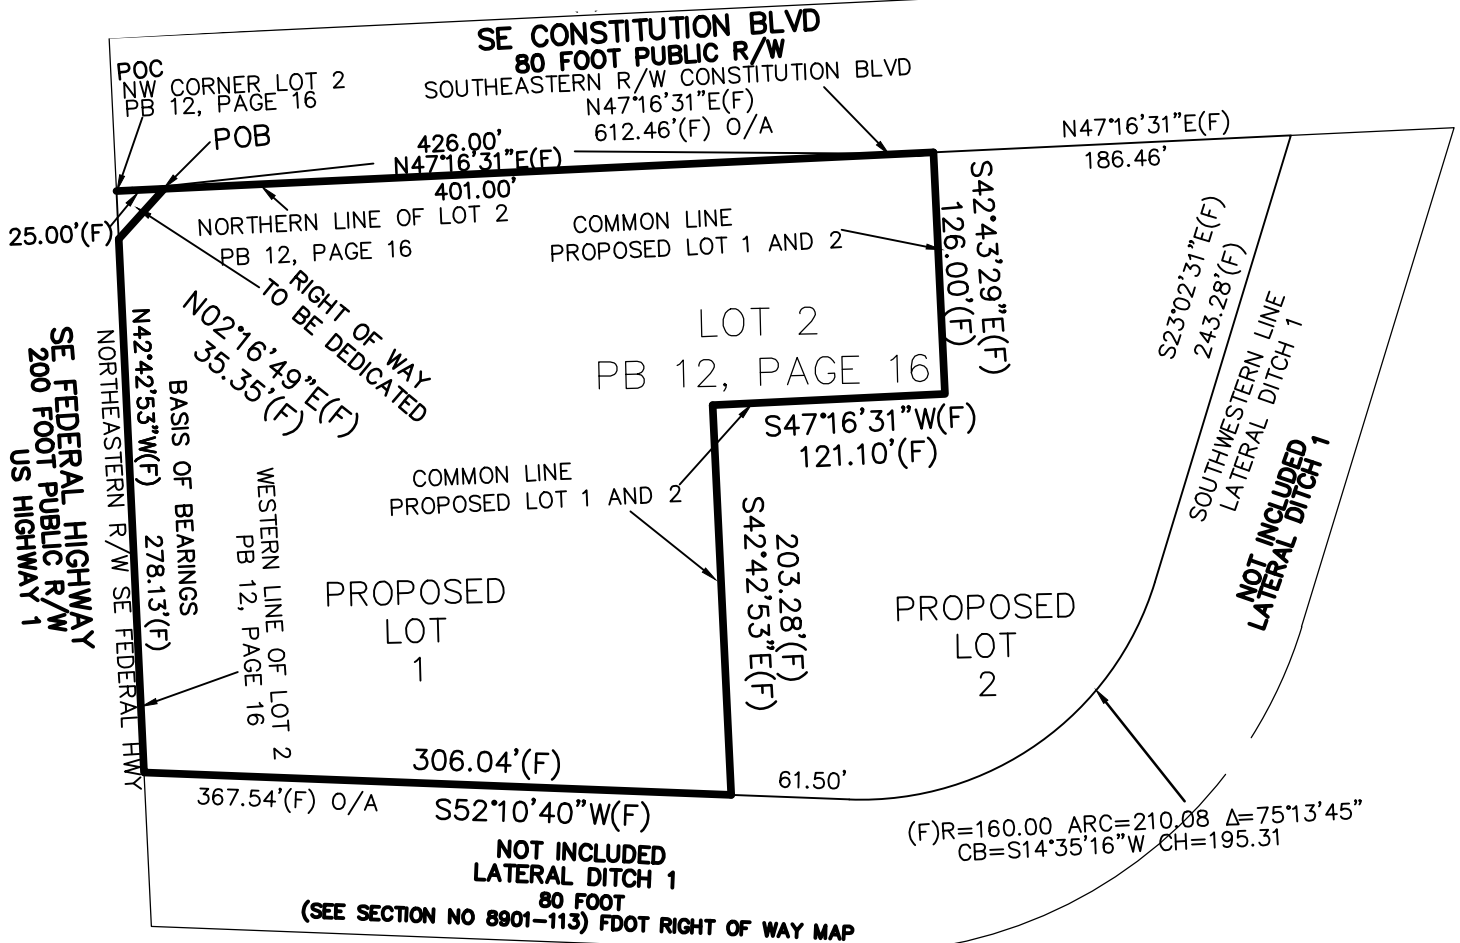 SE CONSTITUTION BLVD
80 FOOT PUBLIC R/W
SOUTHEASTERN R/W CONSTITUTION BLVD
N47°16'31"E(F)
612.46'(F) O/A
POC
NW CORNER LOT 2
PB 12, PAGE 16
POB
426.00'
N47°16'31"E(F)
401.00'
N47°16'31"E(F)
186.46'
25.00'(F)
NORTHERN LINE OF LOT 2
PB 12, PAGE 16
COMMON LINE
PROPOSED LOT 1 AND 2
S42°43'29"E(F)
126.00'(F)
S23°02'31"E(F)
243.28'(F)
RIGHT OF WAY
TO BE DEDICATED
N02°16'49"E(F)
35.35'(F)
LOT 2
PB 12, PAGE 16
S47°16'31"W(F)
121.10'(F)
SE FEDERAL HIGHWAY
200 FOOT PUBLIC R/W
US HIGHWAY 1
NORTHEASTERN R/W SE FEDERAL HWY
N42°42'53"W(F)
278.13'(F)
BASIS OF BEARINGS
WESTERN LINE OF LOT 2
PB 12, PAGE 16
COMMON LINE
PROPOSED LOT 1 AND 2
S42°42'53"E(F)
203.28'(F)
SOUTHWESTERN LINE
LATERAL DITCH 1
NOT INCLUDED
LATERAL DITCH 1
PROPOSED
LOT
1
PROPOSED
LOT
2
306.04'(F)
367.54'(F) O/A
S52°10'40"W(F)
61.50'
(F)R=160.00 ARC=210.08 Δ=75°13'45"
CB=S14°35'16"W CH=195.31
NOT INCLUDED
LATERAL DITCH 1
80 FOOT
(SEE SECTION NO 8901-113) FDOT RIGHT OF WAY MAP